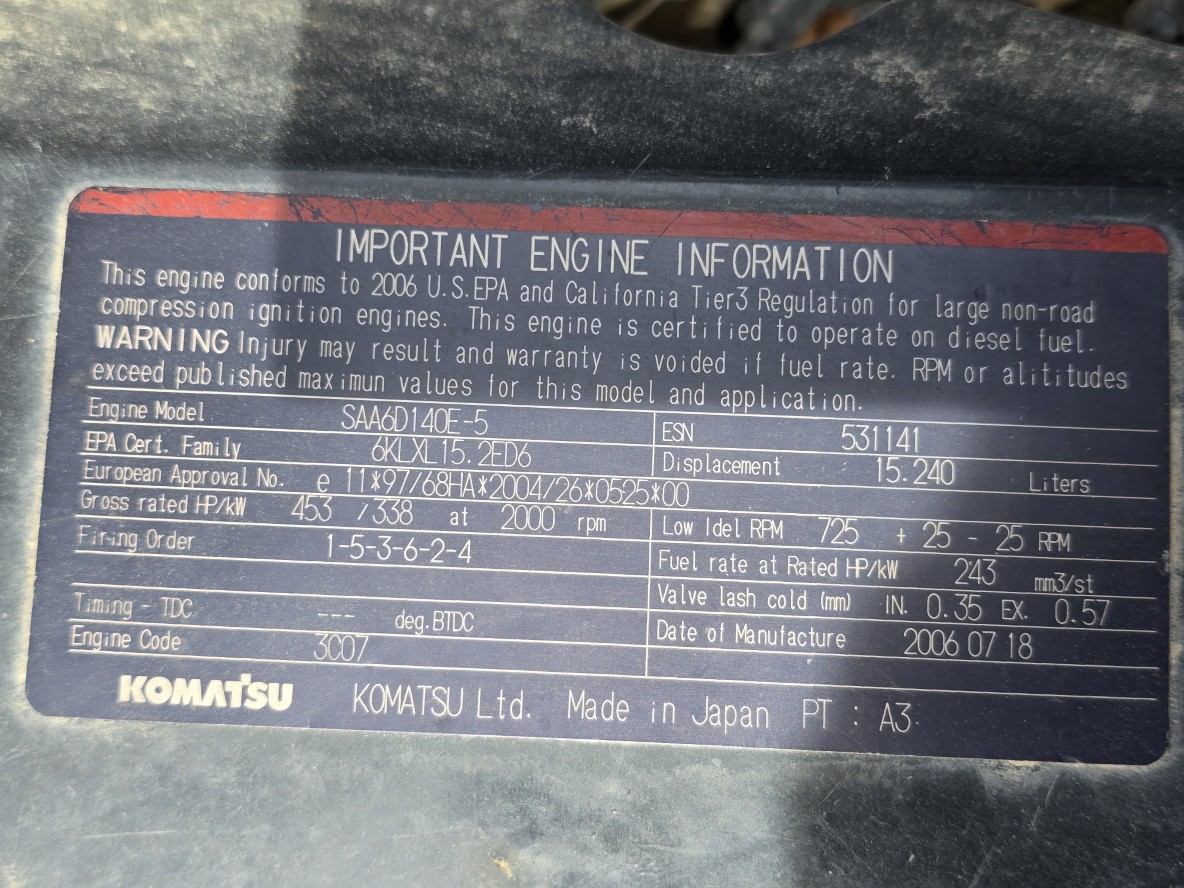 IMPORTANT ENGINE INFORMATION
This engine conforms to 2006 U.S.EPA and California Tier3 Regulation for large non-road
compression ignition engines. This engine is certified to operate on diesel fuel.
WARNING Injury may result and warranty is voided if fuel rate. RPM or alititudes
exceed published maximun values for this model and application.
Engine Model SAA6D140E-5 ESN 531141
EPA Cert. Family 6KLXL15.2ED6 Displacement 15.240 Liters
European Approval No. e 11*97/68HA*2004/26*0525*00
Gross rated HP/kW 453 /338 at 2000 rpm Low Idel RPM 725 + 25 - 25 RPM
Firing Order 1-5-3-6-2-4 Fuel rate at Rated HP/kW 243 mm3/st
Valve lash cold (mm) IN. 0.35 EX. 0.57
Timing - TDC --- deg.BTDC Date of Manufacture 2006 07 18
Engine Code 3C07
KOMATSU KOMATSU Ltd. Made in Japan PT : A3